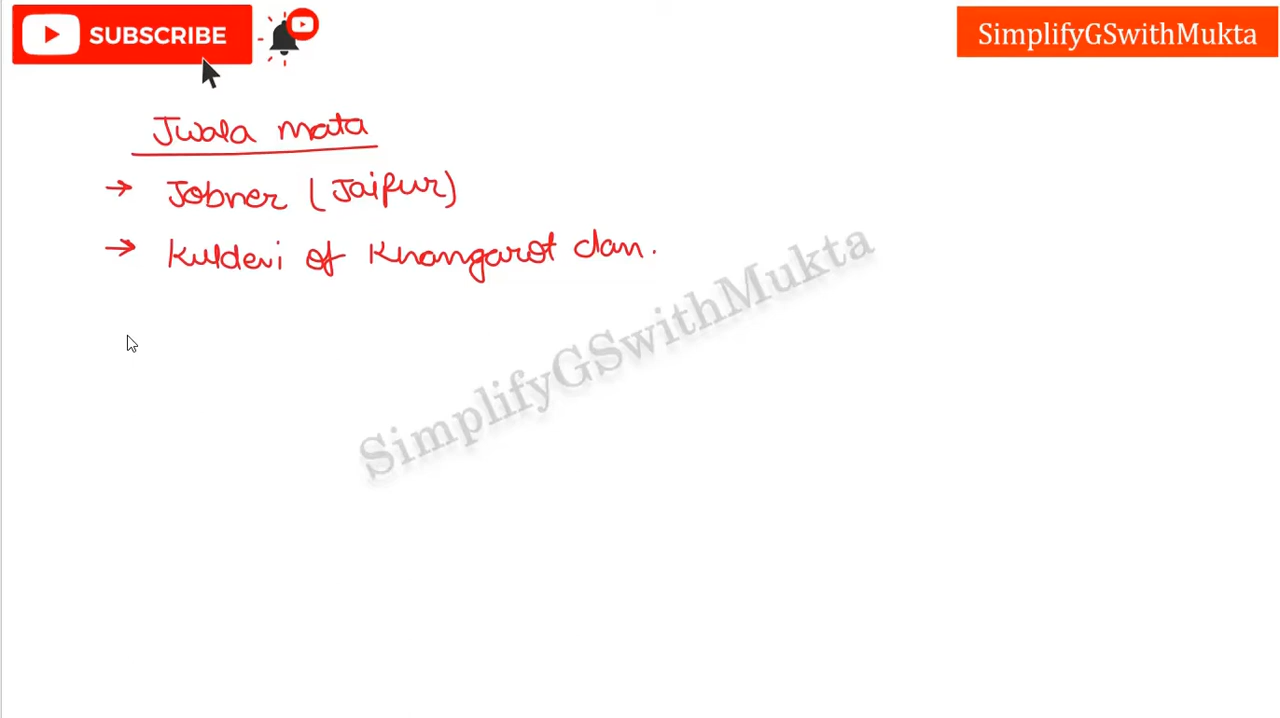 SUBSCRIBE
SimplifyGSwithMukta
Jwala mata
→ Jobner (Jaipur)
→ Kuldevi of Khangarot clan.
SimplifyGSwithMukta